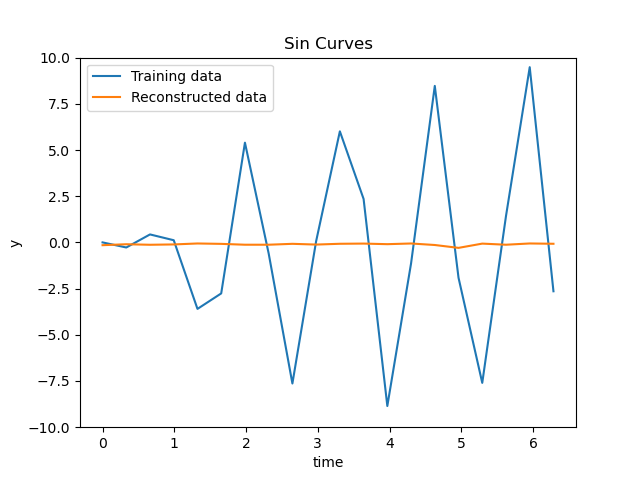 Sin Curves
Training data
Reconstructed data
10.0
7.5
5.0
2.5
0.0
−2.5
−5.0
−7.5
−10.0
y
0 1 2 3 4 5 6
time